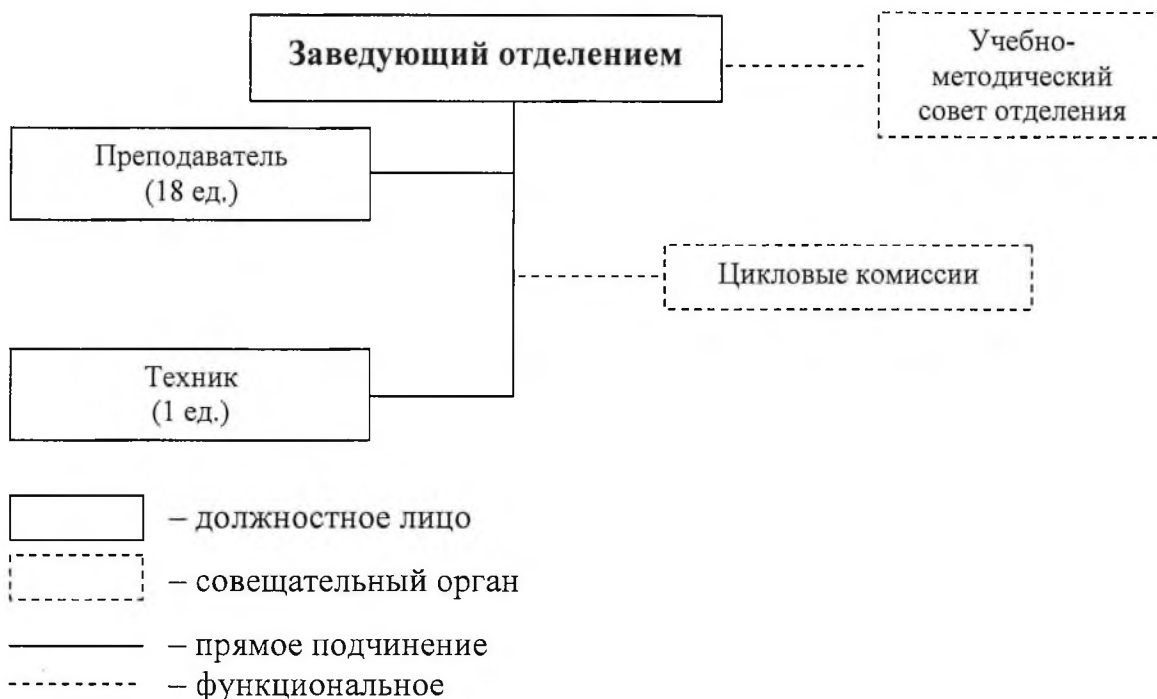 Заведующий отделением
Учебно-
методический
совет отделения
Преподаватель
(18 ед.)
Цикловые комиссии
Техник
(1 ед.)
– должностное лицо
– совещательный орган
– прямое подчинение
– функциональное